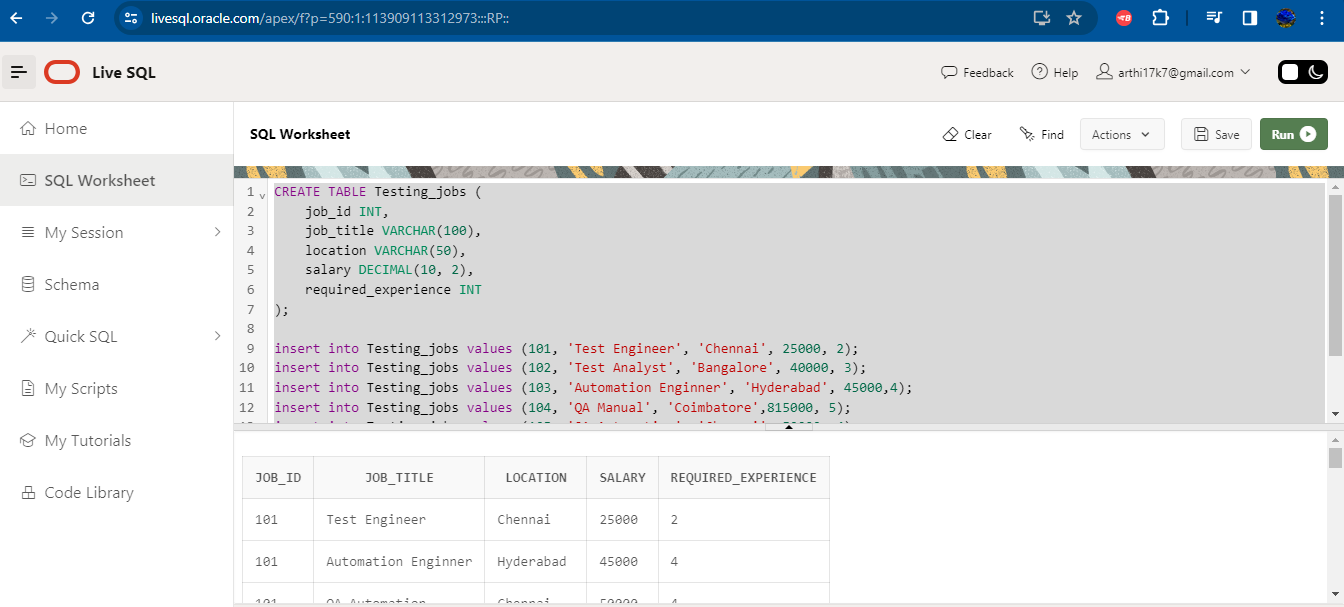 livesql.oracle.com/apex/f?p=590:1:113909113312973:::RP::
Live SQL
Feedback
Help
arthi17k7@gmail.com
Home
SQL Worksheet
My Session
Schema
Quick SQL
My Scripts
My Tutorials
Code Library
SQL Worksheet
Clear
Find
Actions
Save
Run
1 CREATE TABLE Testing_jobs (
2 job_id INT,
3 job_title VARCHAR(100),
4 location VARCHAR(50),
5 salary DECIMAL(10, 2),
6 required_experience INT
7 );
8
9 insert into Testing_jobs values (101, 'Test Engineer', 'Chennai', 25000, 2);
10 insert into Testing_jobs values (102, 'Test Analyst', 'Bangalore', 40000, 3);
11 insert into Testing_jobs values (103, 'Automation Enginner', 'Hyderabad', 45000,4);
12 insert into Testing_jobs values (104, 'QA Manual', 'Coimbatore',815000, 5);
JOB_ID JOB_TITLE LOCATION SALARY REQUIRED_EXPERIENCE
101 Test Engineer Chennai 25000 2
101 Automation Enginner Hyderabad 45000 4
101 QA Automation Chennai 50000 4